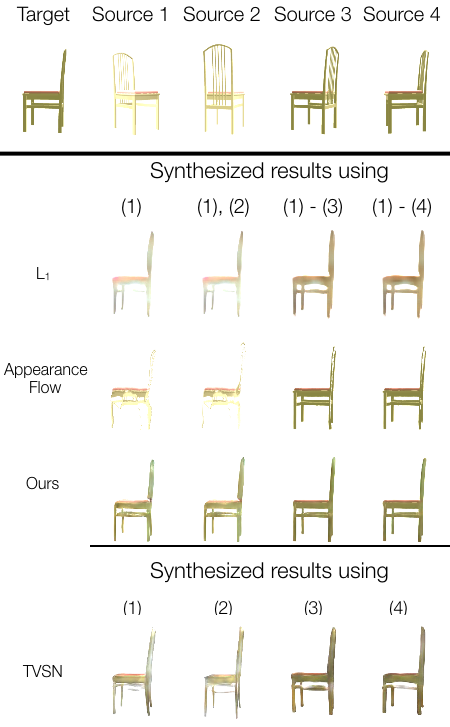 Target Source 1 Source 2 Source 3 Source 4
Synthesized results using
(1) (1), (2) (1) - (3) (1) - (4)
L₁
Appearance
Flow
Ours
Synthesized results using
(1) (2) (3) (4)
TVSN